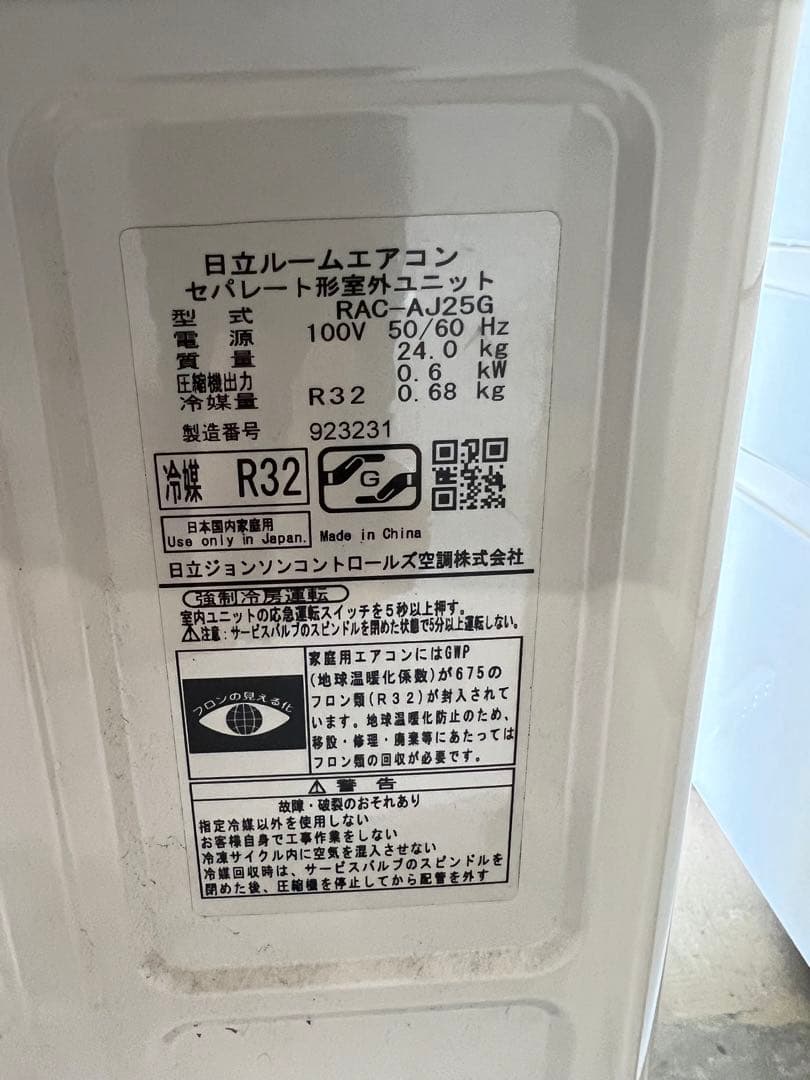 日立ルームエアコン
セパレート形室外ユニット
型式 RAC-AJ25G
電源 100V 50/60 Hz
質量 24.0 kg
圧縮機出力 0.6 kW
冷媒量 R32 0.68 kg
製造番号 923231
冷媒 R32
G
日本国内家庭用
Use only in Japan.
Made in China
日立ジョンソンコントロールズ空調株式会社
強制冷房運転
室内ユニットの応急運転スイッチを5秒以上押す。
⚠注意:サービスバルブのスピンドルを閉めた状態で5分以上運転しない。
フロンの見える化
家庭用エアコンにはGWP
(地球温暖化係数)が675の
フロン類(R32)が封入されて
います。地球温暖化防止のため、
移設・修理・廃棄等にあたっては
フロン類の回収が必要です。
⚠警告
故障・破裂のおそれあり
指定冷媒以外を使用しない
お客様自身で工事作業をしない
冷凍サイクル内に空気を混入させない
冷媒回収時は、サービスバルブのスピンドルを
閉めた後、圧縮機を停止してから配管を外す